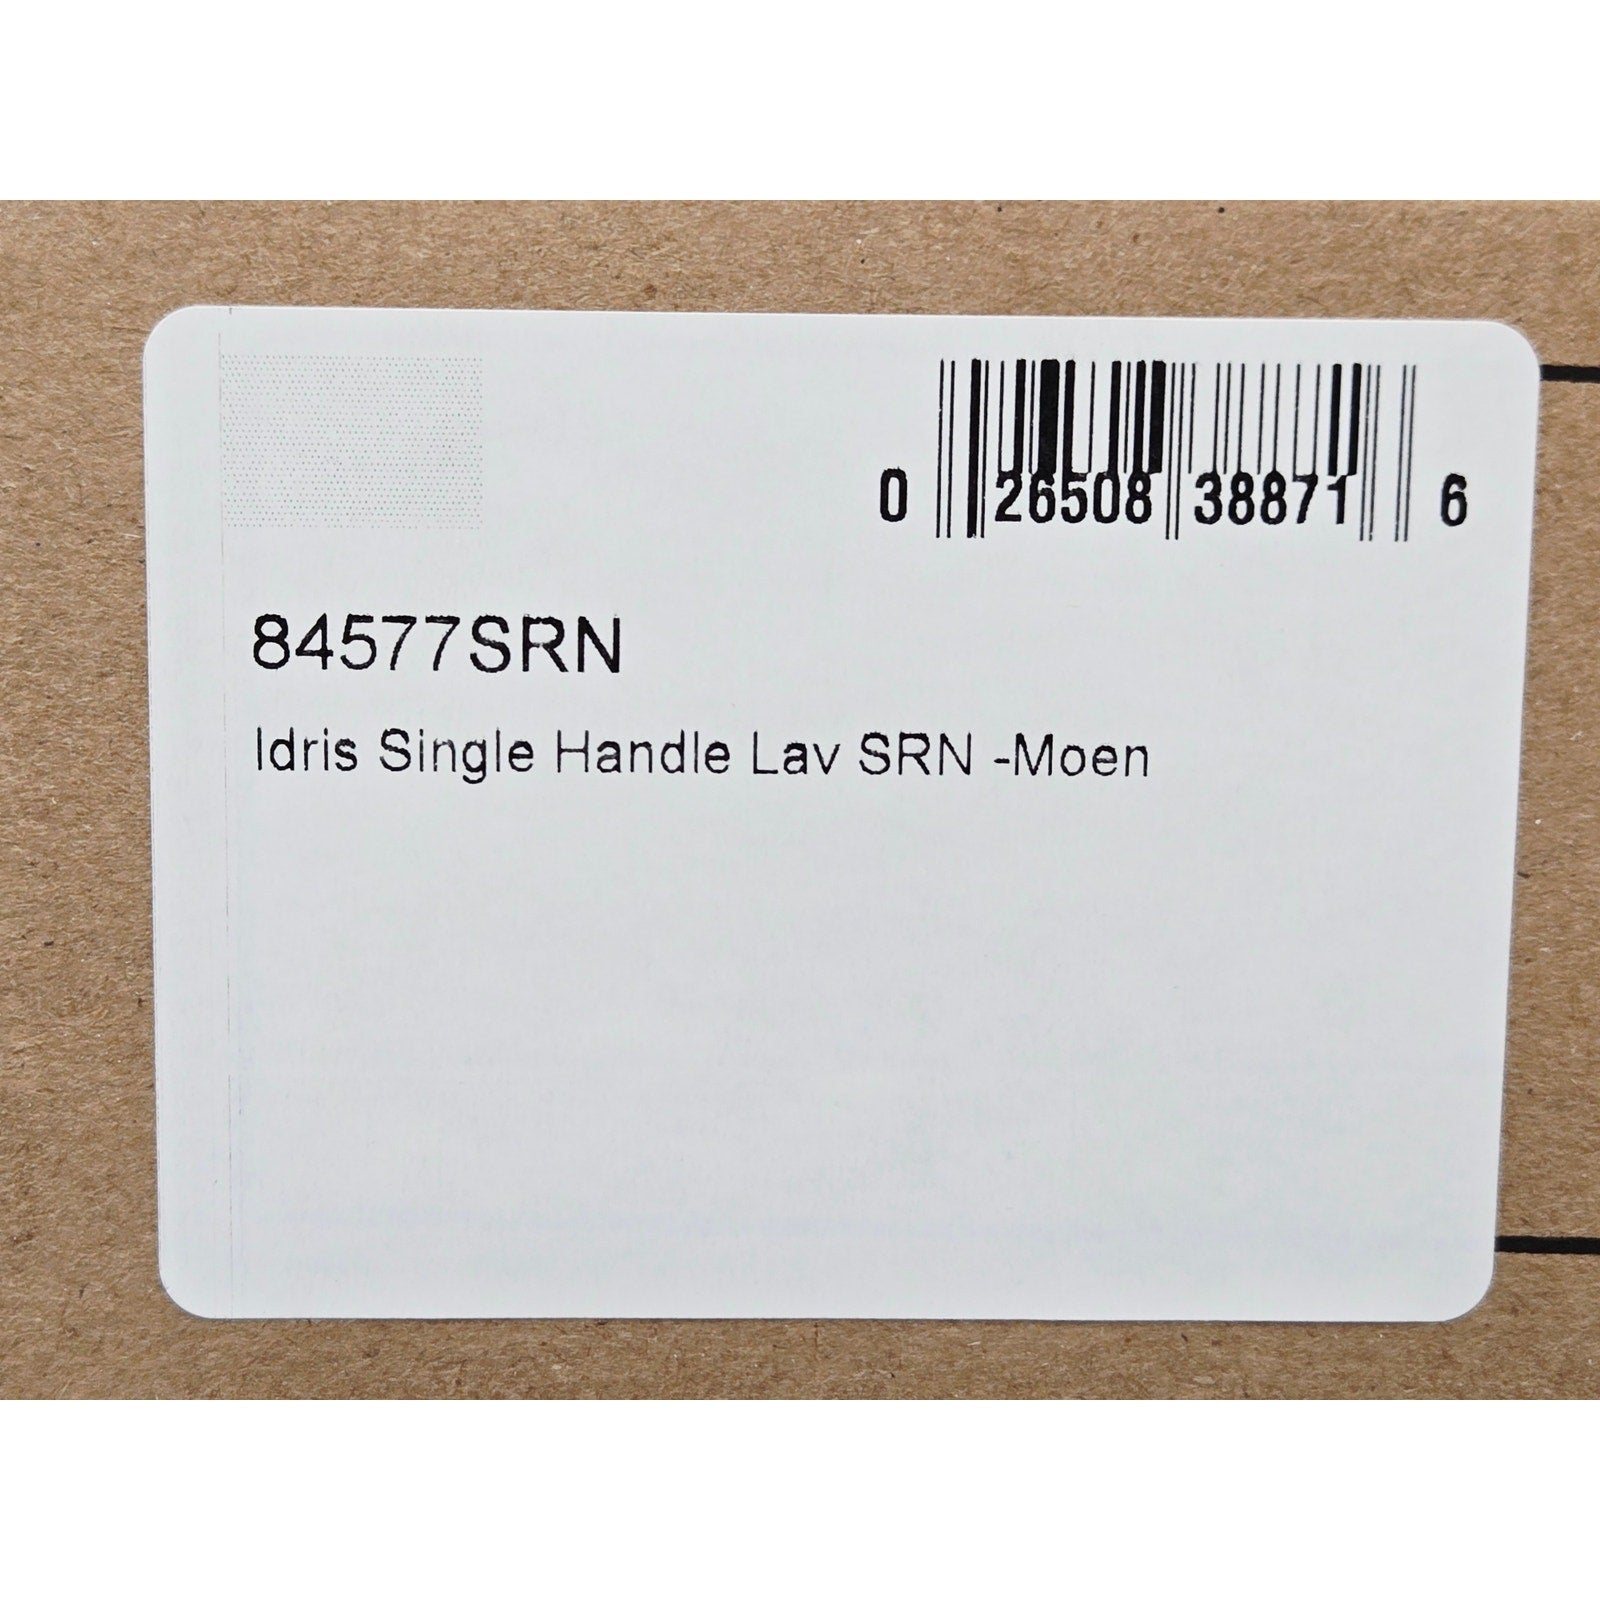 0 26508 38871 6
84577SRN
Idris Single Handle Lav SRN -Moen